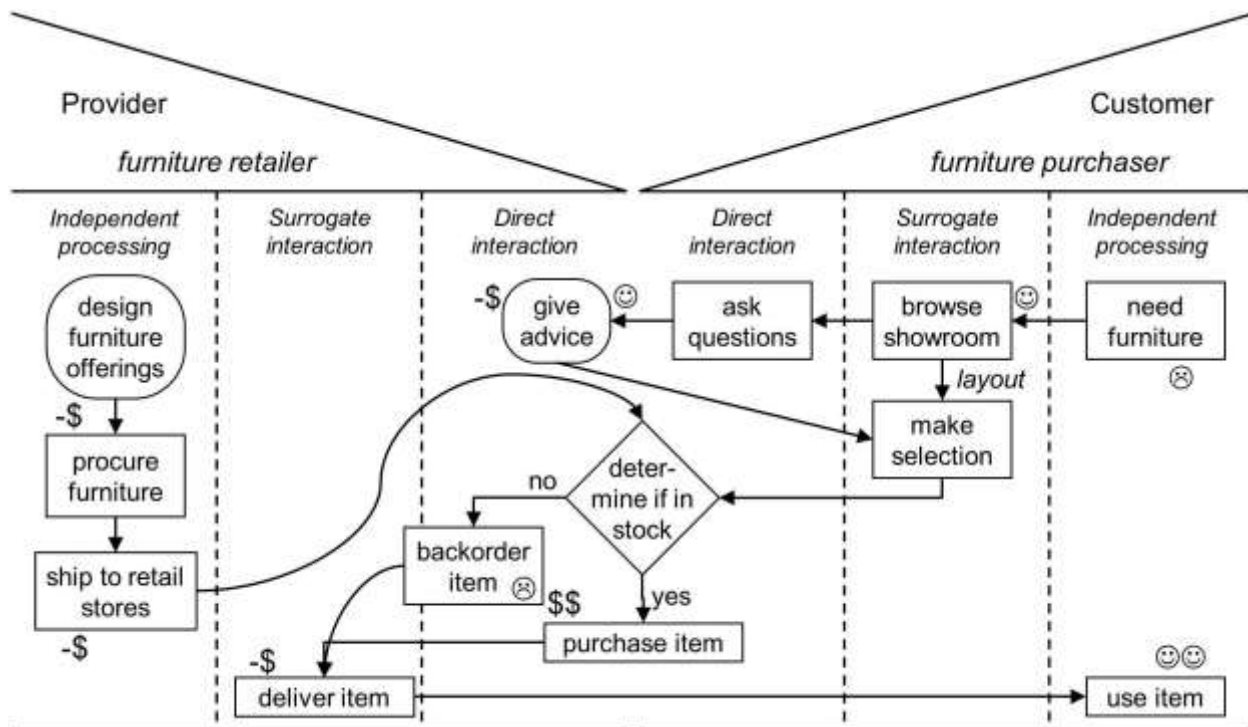 Provider
Customer
furniture retailer
furniture purchaser
Independent
processing
Surrogate
interaction
Direct
interaction
Direct
interaction
Surrogate
interaction
Independent
processing
design
furniture
offerings
-$
give
advice
ask
questions
browse
showroom
need
furniture
layout
-$
procure
furniture
make
selection
deter-
mine if in
stock
no
ship to retail
stores
-$
backorder
item
$$
yes
purchase item
-$
deliver item
use item